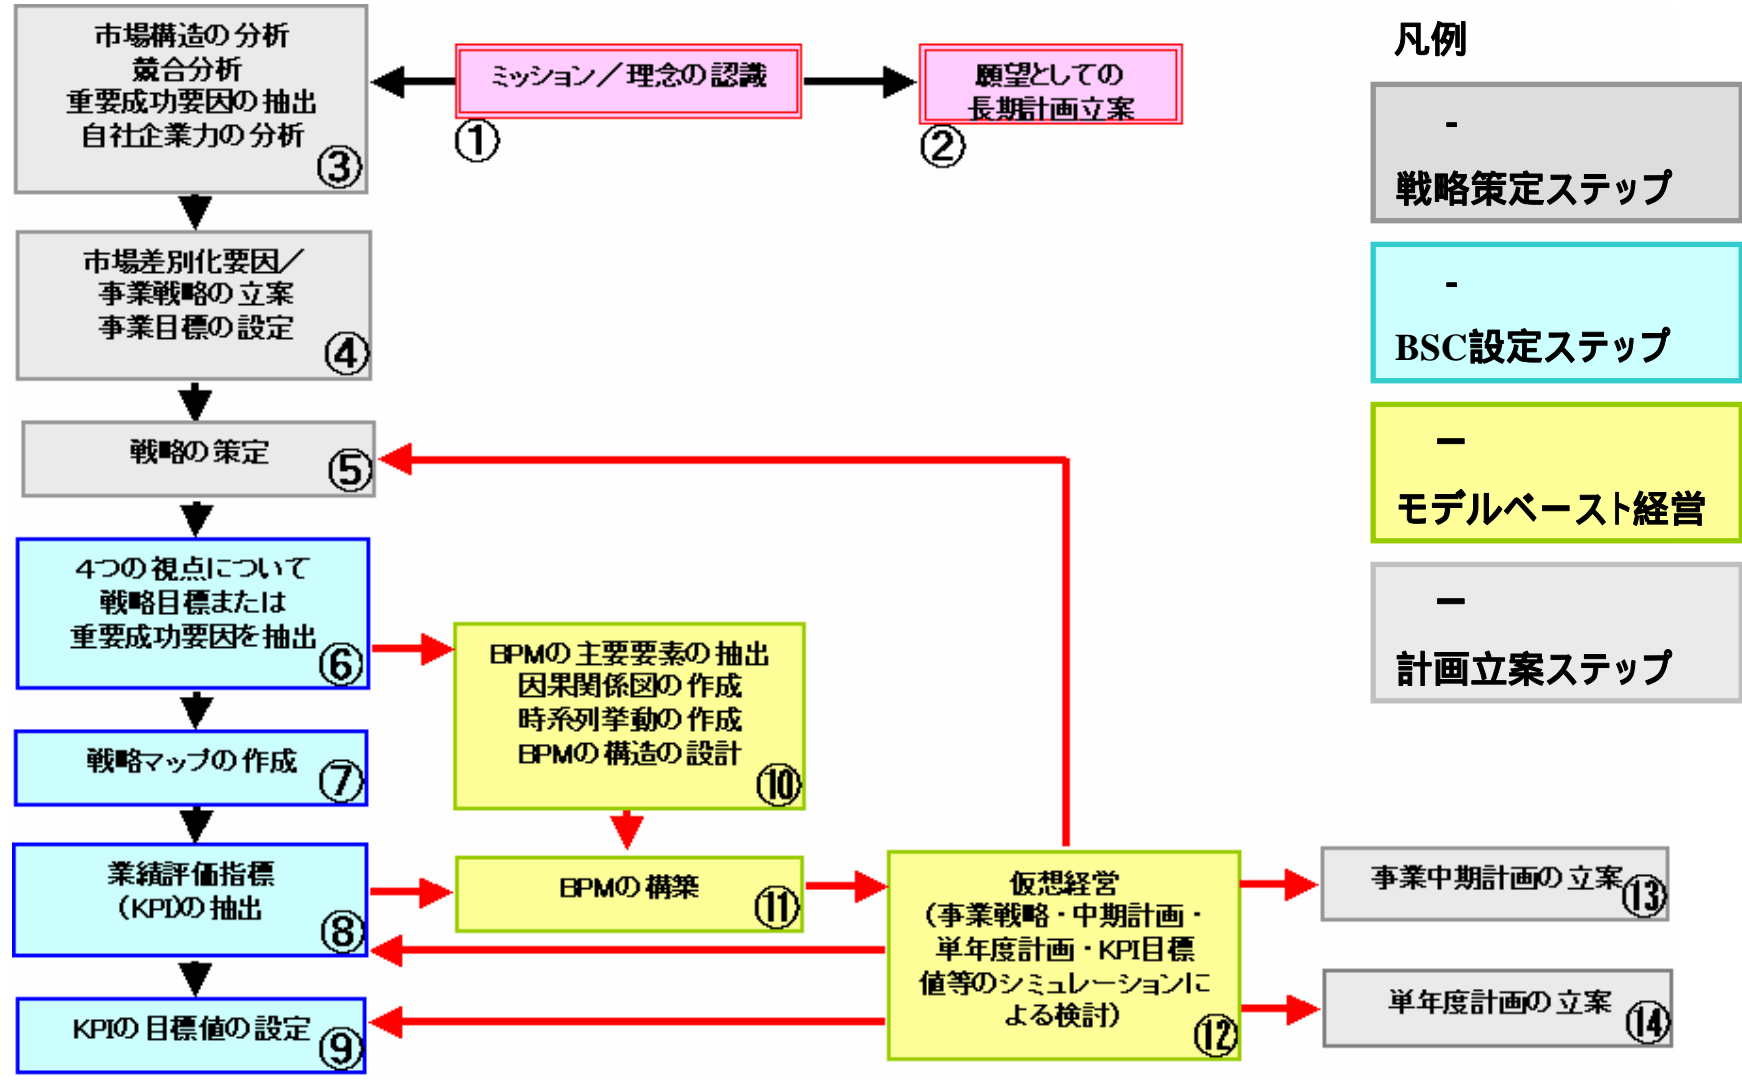 市場構造の分析
競合分析
重要成功要因の抽出
自社企業力の分析
③
ミッション／理念の認識
①
願望としての
長期計画立案
②
市場差別化要因／
事業戦略の立案
事業目標の設定
④
戦略の策定
⑤
4つの視点について
戦略目標または
重要成功要因を抽出
⑥
戦略マップの作成
⑦
業績評価指標
（KPI)の抽出
⑧
KPIの目標値の設定
⑨
BPMの主要要素の抽出
因果関係図の作成
時系列挙動の作成
BPMの構造の設計
⑩
BPMの構築
⑪
仮想経営
（事業戦略・中期計画・
単年度計画・KPI目標
値等のシミュレーションに
よる検討）
⑫
事業中期計画の立案
⑬
単年度計画の立案
⑭
凡例
-
戦略策定ステップ
-
BSC設定ステップ
ー
モデルベースト経営
ー
計画立案ステップ